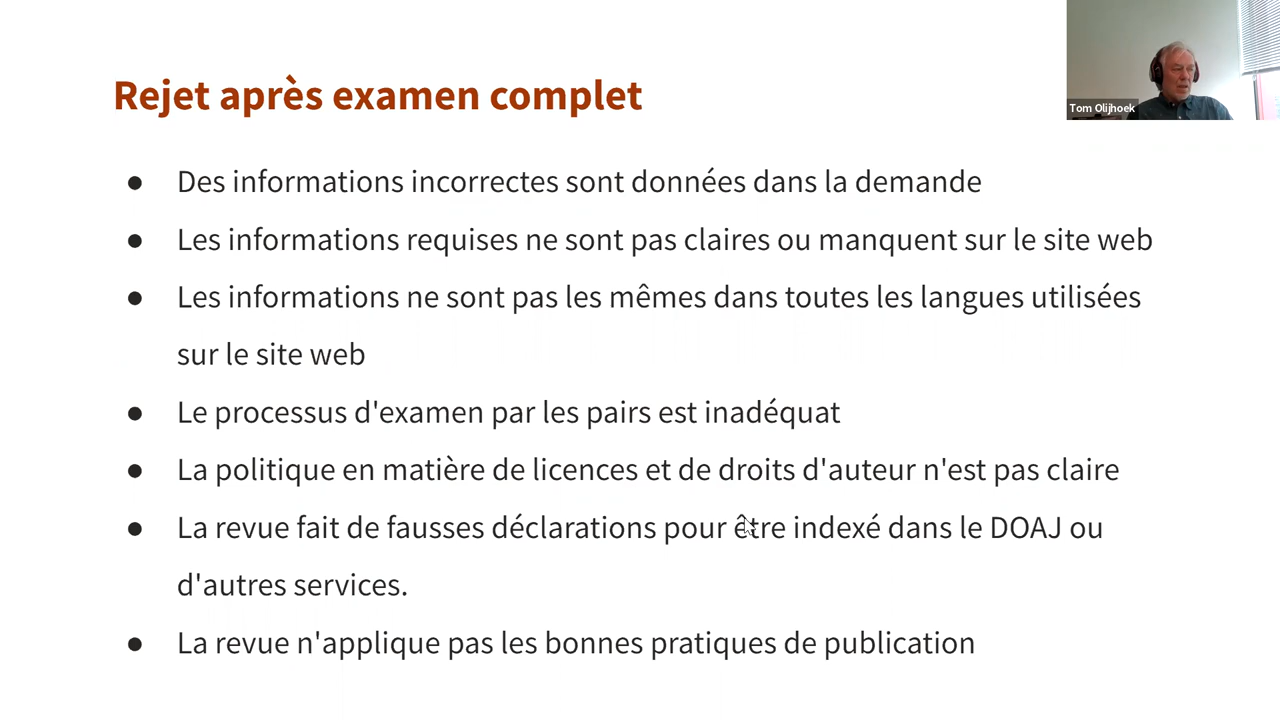 Rejet après examen complet
Tom Olijhoek
● Des informations incorrectes sont données dans la demande
● Les informations requises ne sont pas claires ou manquent sur le site web
● Les informations ne sont pas les mêmes dans toutes les langues utilisées
sur le site web
● Le processus d'examen par les pairs est inadéquat
● La politique en matière de licences et de droits d'auteur n'est pas claire
● La revue fait de fausses déclarations pour être indexé dans le DOAJ ou
d'autres services.
● La revue n'applique pas les bonnes pratiques de publication